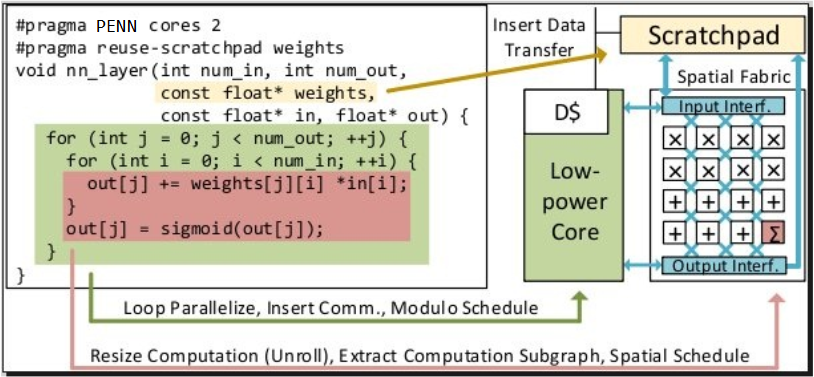 #pragma PENN cores 2
#pragma reuse-scratchpad weights
void nn_layer(int num_in, int num_out,
const float* weights,
const float* in, float* out) {
for (int j = 0; j < num_out; ++j) {
for (int i = 0; i < num_in; ++i) {
out[j] += weights[j][i] *in[i];
}
out[j] = sigmoid(out[j]);
}
}
Insert Data
Transfer
Scratchpad
Spatial Fabric
D$
Low-
power
Core
Input Interf.
× × × ×
× × × ×
+ + + +
+ + + Σ
Output Interf.
Loop Parallelize, Insert Comm., Modulo Schedule
Resize Computation (Unroll), Extract Computation Subgraph, Spatial Schedule